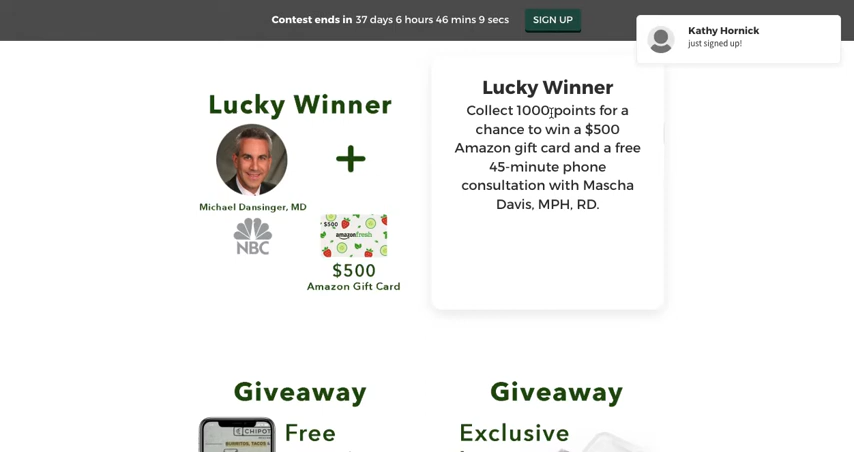 Contest ends in 37 days 6 hours 46 mins 9 secs
SIGN UP
Kathy Hornick
just signed up!
Lucky Winner
Michael Dansinger, MD
NBC
+
$500
amazonfresh
$500
Amazon Gift Card
Lucky Winner
Collect 1000 points for a
chance to win a $500
Amazon gift card and a free
45-minute phone
consultation with Mascha
Davis, MPH, RD.
Giveaway
CHIPOT
BURRITOS, TACOS
Free
Giveaway
Exclusive